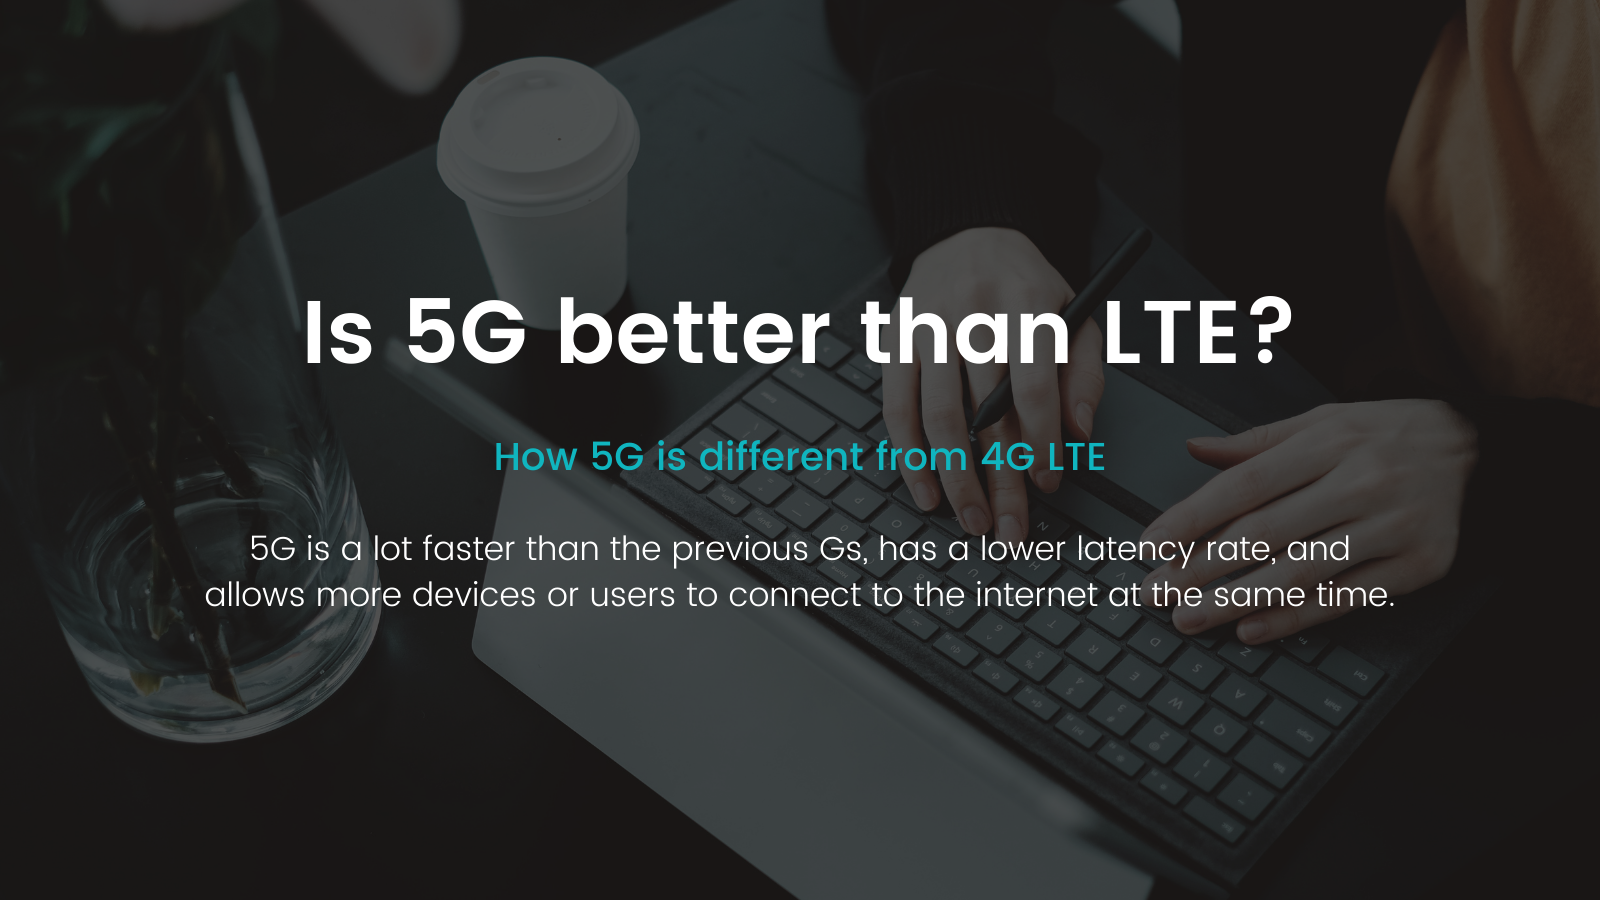 Is 5G better than LTE?
How 5G is different from 4G LTE
5G is a lot faster than the previous Gs, has a lower latency rate, and
allows more devices or users to connect to the internet at the same time.